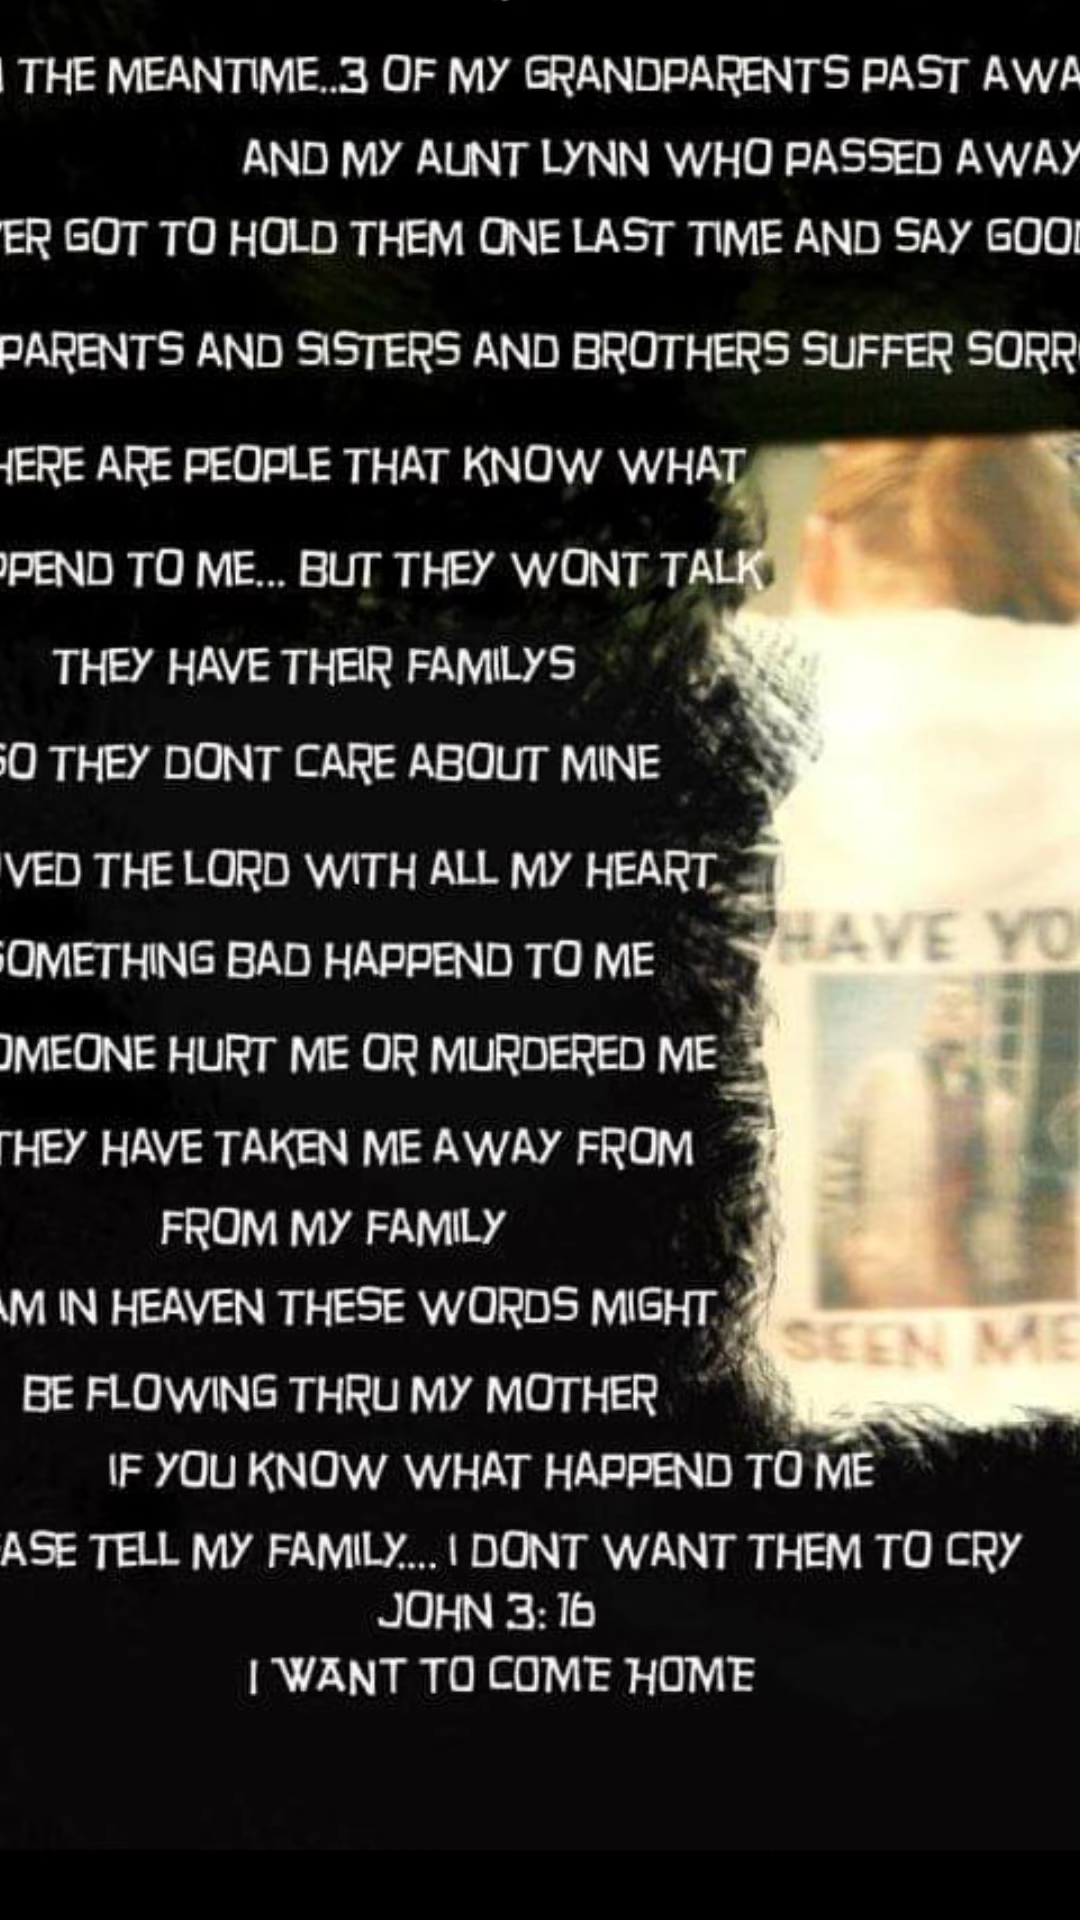 THE MEANTIME..3 OF MY GRANDPARENTS PAST AWA
AND MY AUNT LYNN WHO PASSED AWAY
ER GOT TO HOLD THEM ONE LAST TIME AND SAY GOOD
PARENTS AND SISTERS AND BROTHERS SUFFER SORR
HERE ARE PEOPLE THAT KNOW WHAT
PPEND TO ME... BUT THEY WONT TALK
THEY HAVE THEIR FAMILYS
SO THEY DONT CARE ABOUT MINE
VED THE LORD WITH ALL MY HEART
SOMETHING BAD HAPPEND TO ME
OMEONE HURT ME OR MURDERED ME
THEY HAVE TAKEN ME AWAY FROM
FROM MY FAMILY
AM IN HEAVEN THESE WORDS MIGHT
BE FLOWING THRU MY MOTHER
IF YOU KNOW WHAT HAPPEND TO ME
ASE TELL MY FAMILY.... I DONT WANT THEM TO CRY
JOHN 3:16
I WANT TO COME HOME
HAVE YO
SEEN ME